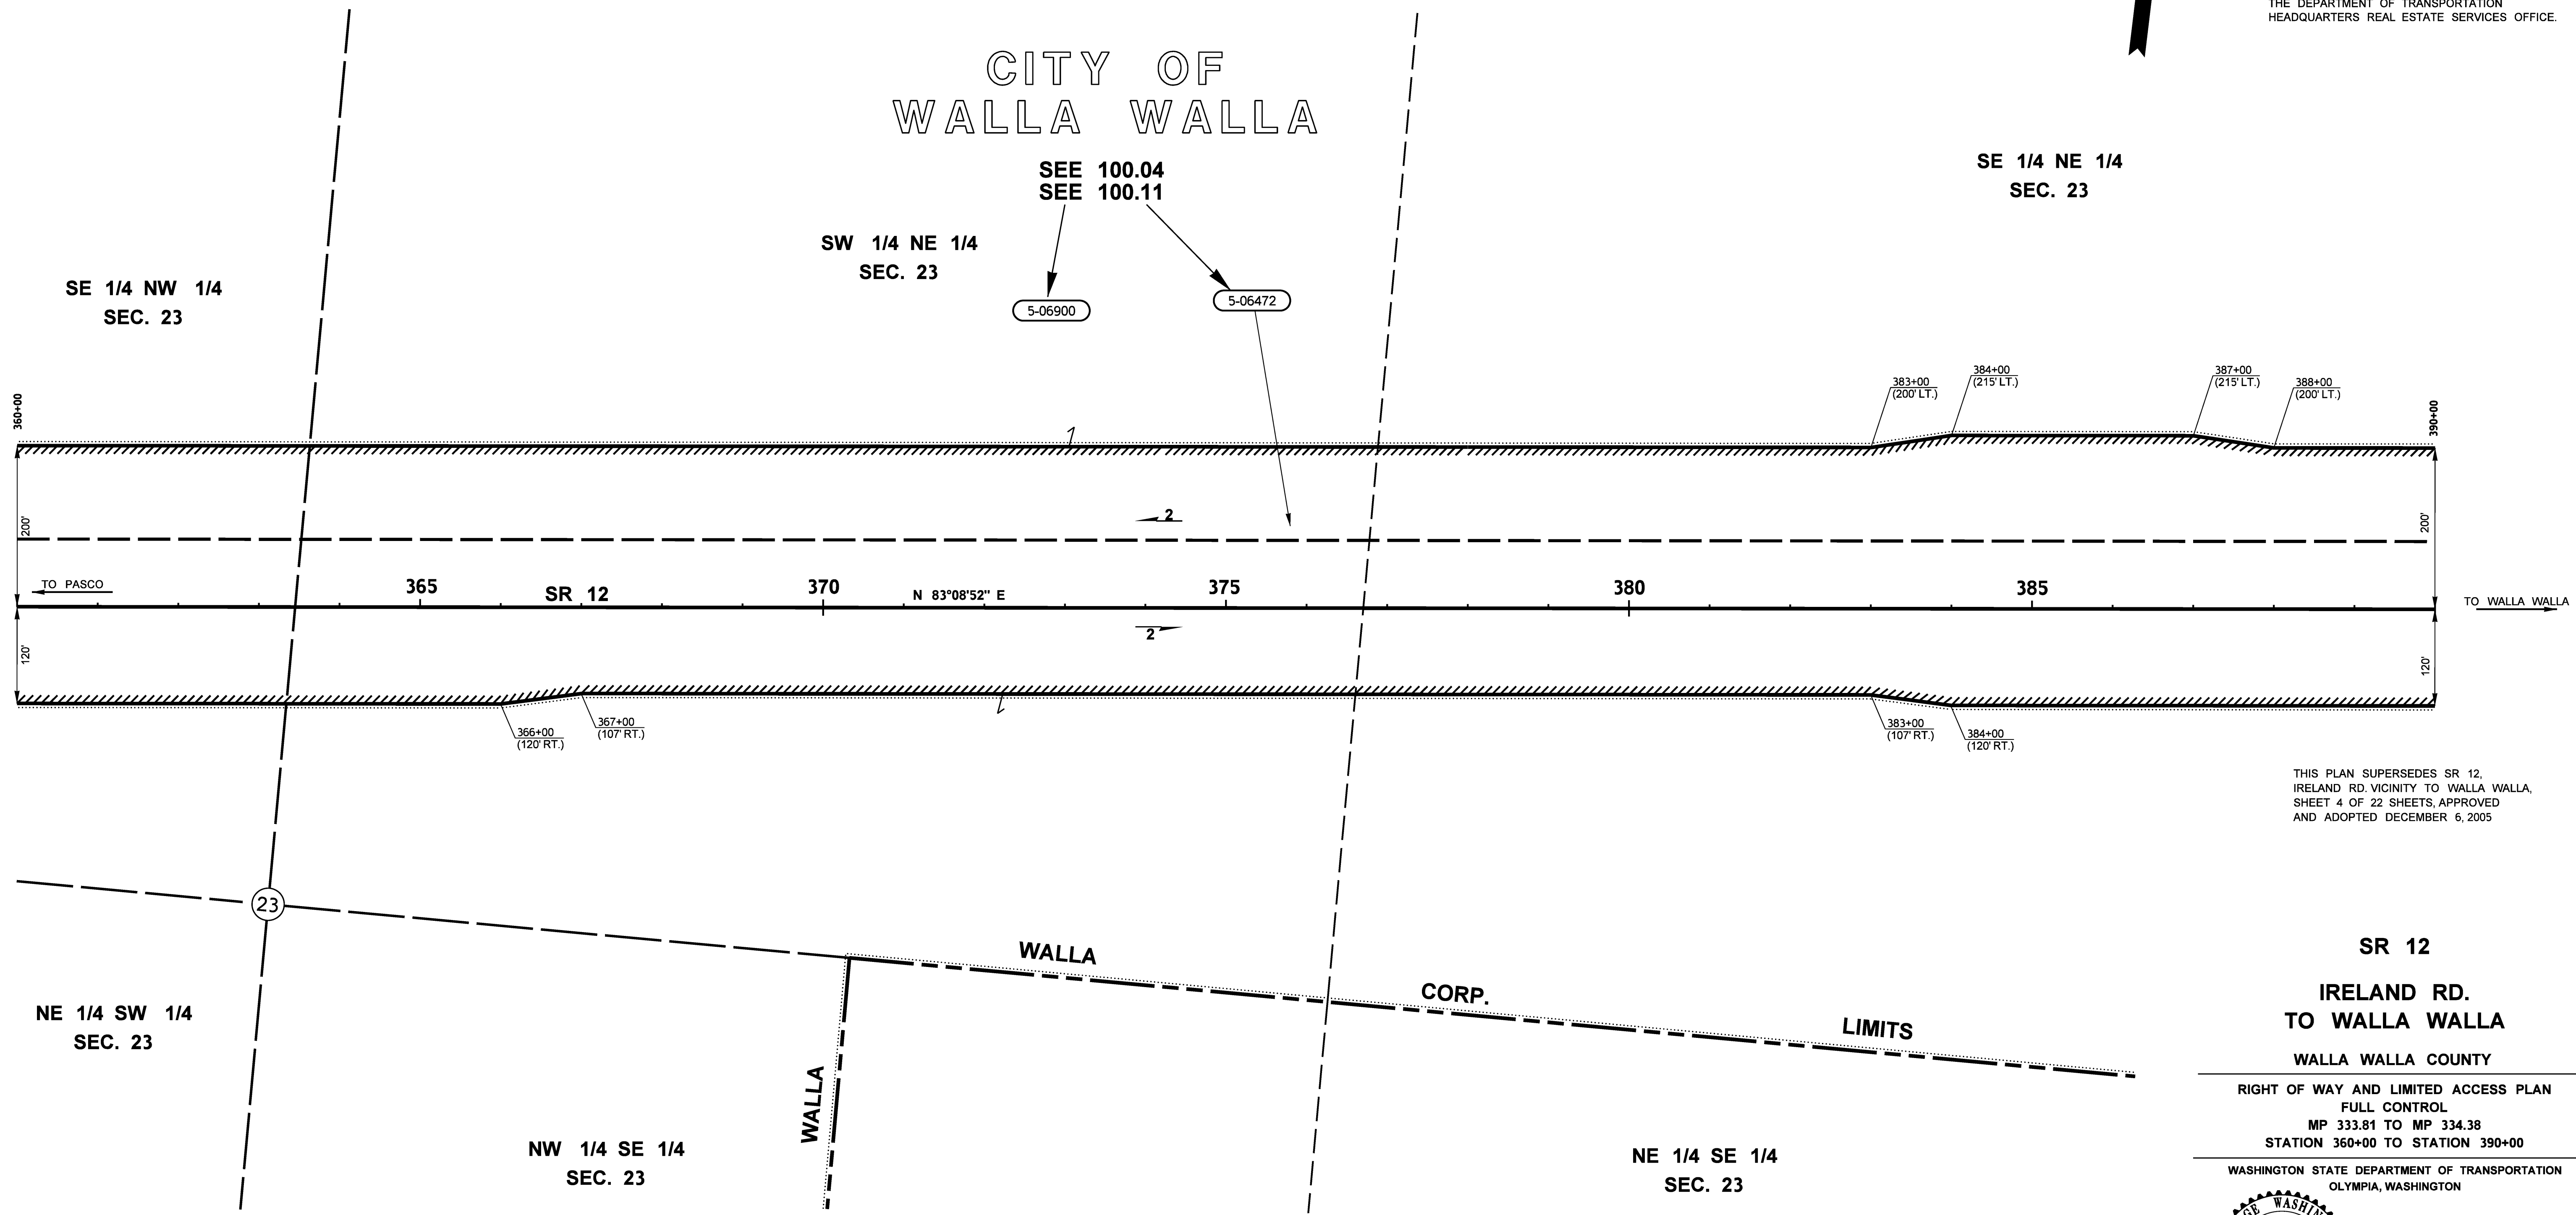 THE DEPARTMENT OF TRANSPORTATION
HEADQUARTERS REAL ESTATE SERVICES OFFICE.
CITY OF
WALLA WALLA
SEE 100.04
SEE 100.11
SE 1/4 NE 1/4
SEC. 23
SW 1/4 NE 1/4
SEC. 23
SE 1/4 NW 1/4
SEC. 23
5-06900
5-06472
360+00
383+00
(200' LT.)
384+00
(215' LT.)
387+00
(215' LT.)
388+00
(200' LT.)
390+00
200'
2
200'
TO PASCO
365
SR 12
370
N 83°08'52" E
375
380
385
TO WALLA WALLA
2
120'
120'
366+00
(120' RT.)
367+00
(107' RT.)
383+00
(107' RT.)
384+00
(120' RT.)
THIS PLAN SUPERSEDES SR 12,
IRELAND RD. VICINITY TO WALLA WALLA,
SHEET 4 OF 22 SHEETS, APPROVED
AND ADOPTED DECEMBER 6, 2005
23
WALLA
CORP.
LIMITS
WALLA
NE 1/4 SW 1/4
SEC. 23
NW 1/4 SE 1/4
SEC. 23
NE 1/4 SE 1/4
SEC. 23
SR 12
IRELAND RD.
TO WALLA WALLA
WALLA WALLA COUNTY
RIGHT OF WAY AND LIMITED ACCESS PLAN
FULL CONTROL
MP 333.81 TO MP 334.38
STATION 360+00 TO STATION 390+00
WASHINGTON STATE DEPARTMENT OF TRANSPORTATION
OLYMPIA, WASHINGTON